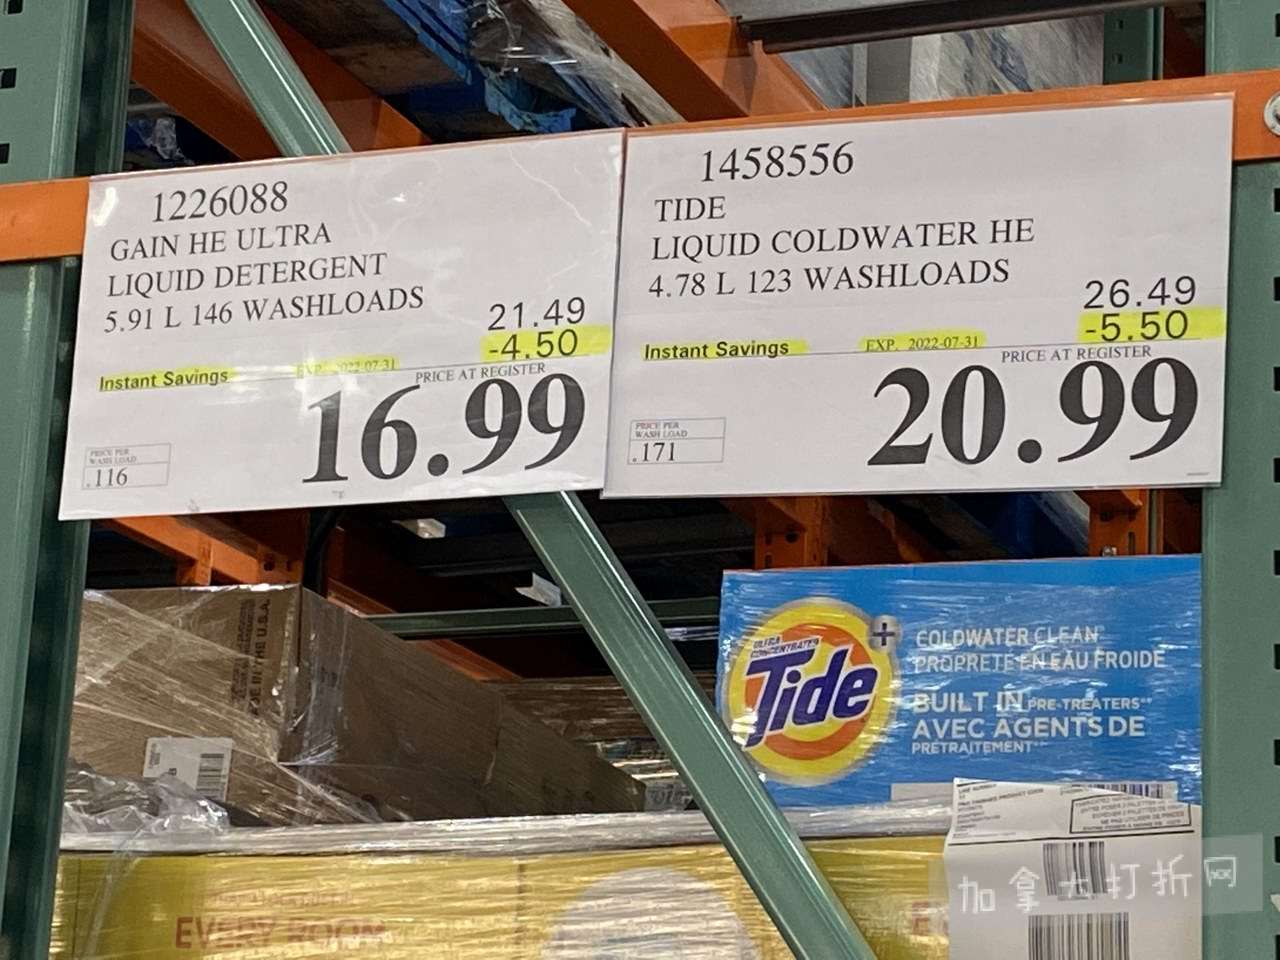 1226088
GAIN HE ULTRA
LIQUID DETERGENT
5.91 L 146 WASHLOADS
21.49
-4.50
Instant Savings
EXP. 2022-07-31
PRICE AT REGISTER
16.99
PRICE PER
WASH LOAD
.116
1458556
TIDE
LIQUID COLDWATER HE
4.78 L 123 WASHLOADS
26.49
-5.50
Instant Savings
EXP. 2022-07-31
PRICE AT REGISTER
20.99
PRICE PER
WASH LOAD
.171
ULTRA
CONCENTRATED
Tide+
COLDWATER CLEAN
PROPRETE EN EAU FROIDE
BUILT IN PRE-TREATERS
AVEC AGENTS DE
PRÉTRAITEMENT
MADE IN THE U.S.A.
EVERY ROOM
加拿大打折网